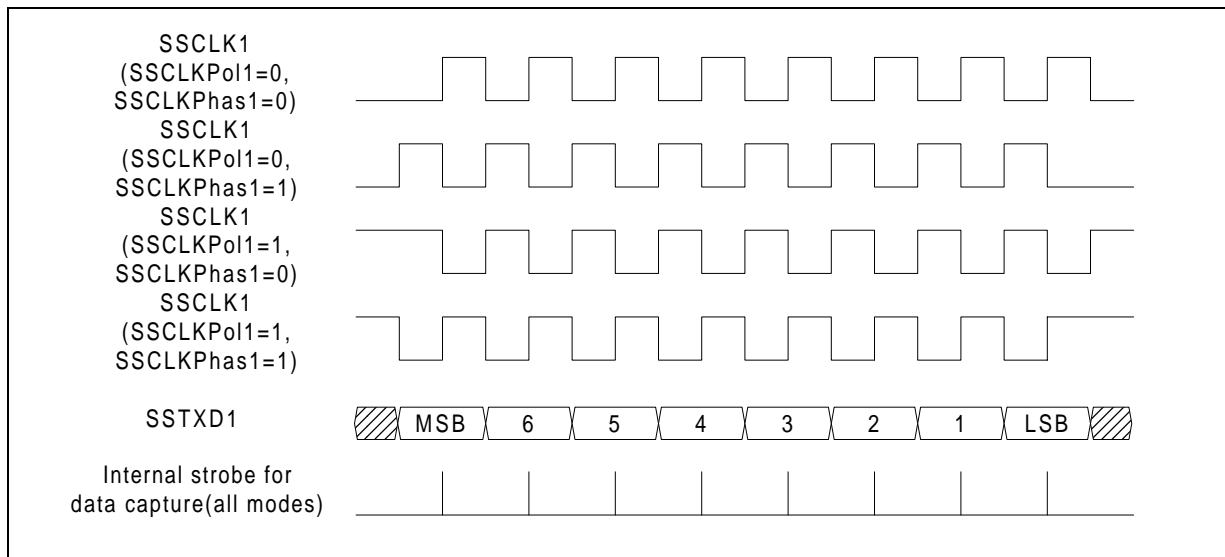 SSCLK1
(SSCLKPol1=0,
SSCLKPhas1=0)
SSCLK1
(SSCLKPol1=0,
SSCLKPhas1=1)
SSCLK1
(SSCLKPol1=1,
SSCLKPhas1=0)
SSCLK1
(SSCLKPol1=1,
SSCLKPhas1=1)
SSTXD1 MSB 6 5 4 3 2 1 LSB
Internal strobe for
data capture(all modes)